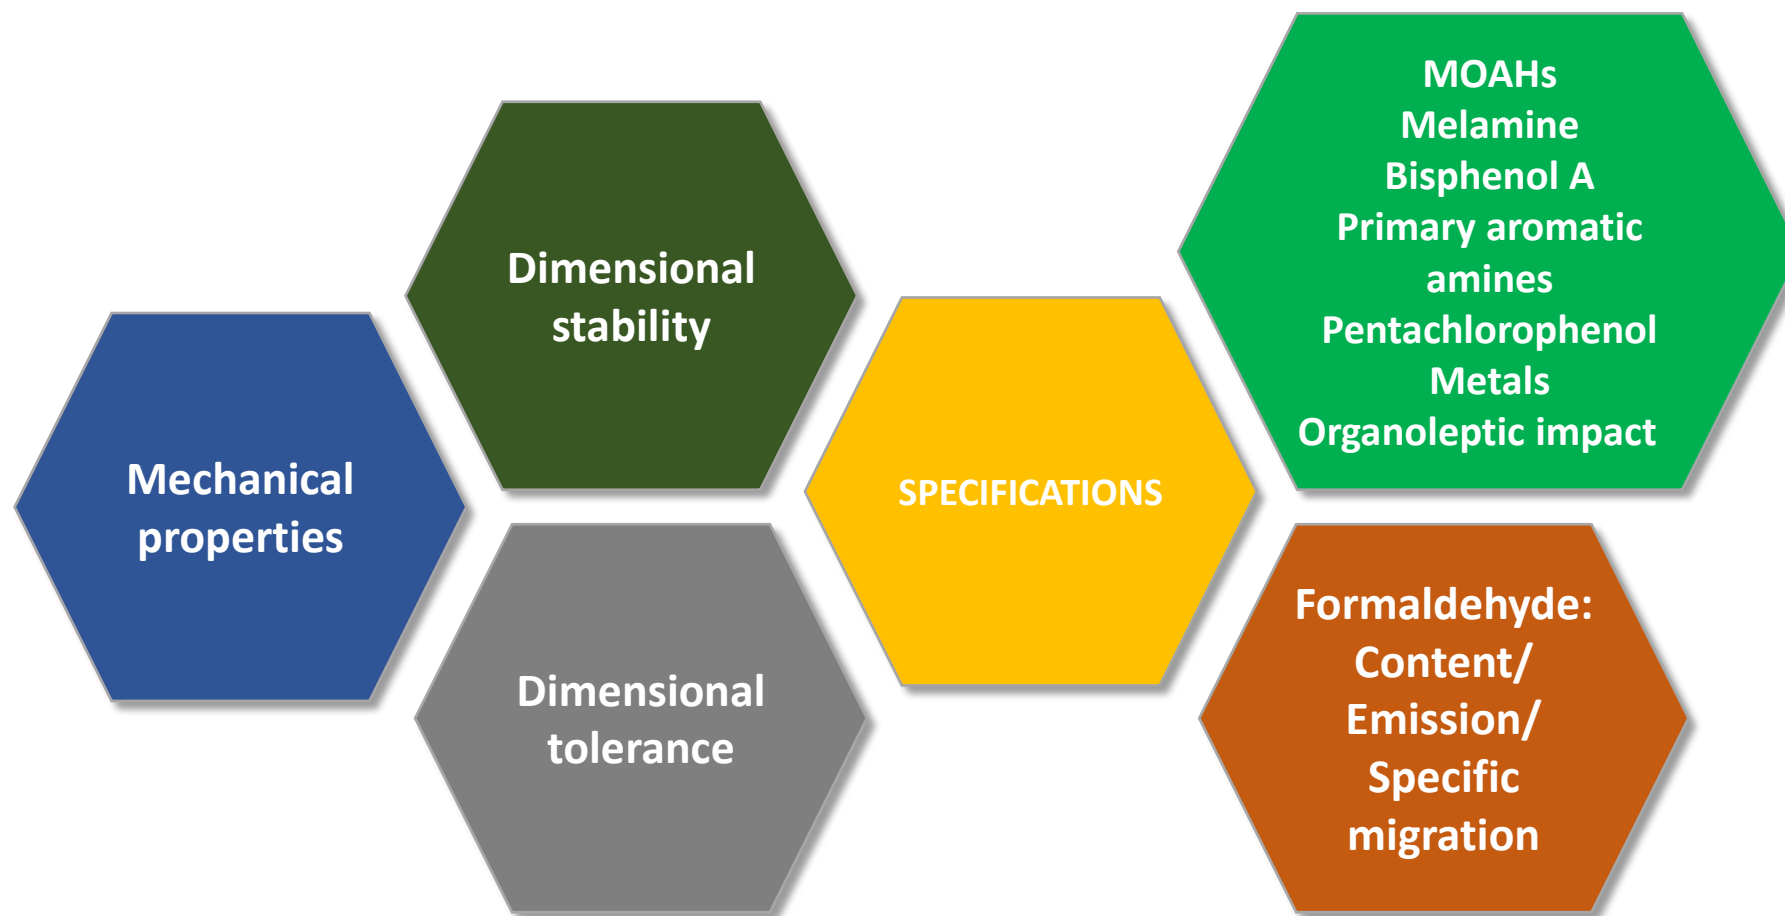 Mechanical
properties
Dimensional
stability
Dimensional
tolerance
SPECIFICATIONS
MOAHs
Melamine
Bisphenol A
Primary aromatic
amines
Pentachlorophenol
Metals
Organoleptic impact
Formaldehyde:
Content/
Emission/
Specific
migration